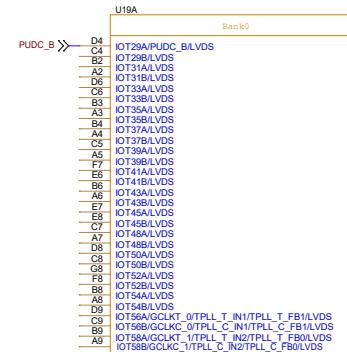 U19A
Bank0
PUDC_B D4 IOT29A/PUDC_B/LVDS
C4 IOT29B/LVDS
B2 IOT31A/LVDS
A2 IOT31B/LVDS
D6 IOT33A/LVDS
C6 IOT33B/LVDS
B3 IOT35A/LVDS
A3 IOT35B/LVDS
B4 IOT37A/LVDS
A4 IOT37B/LVDS
C5 IOT39A/LVDS
A5 IOT39B/LVDS
F7 IOT41A/LVDS
E6 IOT41B/LVDS
B6 IOT43A/LVDS
A6 IOT43B/LVDS
E7 IOT45A/LVDS
E8 IOT45B/LVDS
C7 IOT48A/LVDS
A7 IOT48B/LVDS
D8 IOT50A/LVDS
C8 IOT50B/LVDS
G8 IOT52A/LVDS
F8 IOT52B/LVDS
B8 IOT54A/LVDS
A8 IOT54B/LVDS
D9 IOT56A/GCLKT_0/TPLL_T_IN1/TPLL_T_FB1/LVDS
C9 IOT56B/GCLKC_0/TPLL_C_IN1/TPLL_C_FB1/LVDS
B9 IOT58A/GCLKT_1/TPLL_T_IN2/TPLL_T_FB0/LVDS
A9 IOT58B/GCLKC_1/TPLL_C_IN2/TPLL_C_FB0/LVDS